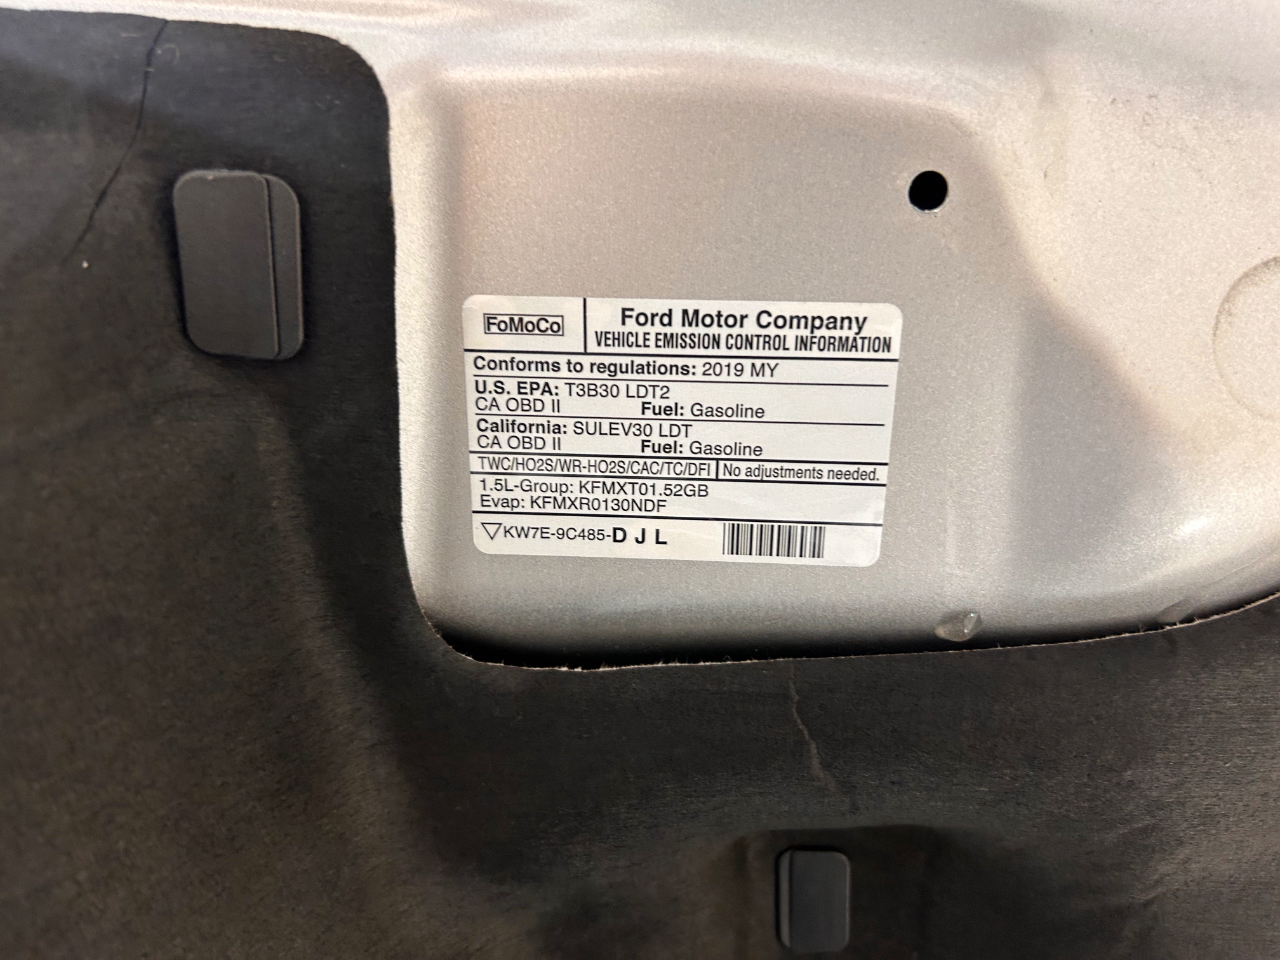 FoMoCo
Ford Motor Company
VEHICLE EMISSION CONTROL INFORMATION
Conforms to regulations: 2019 MY
U.S. EPA: T3B30 LDT2
CA OBD II Fuel: Gasoline
California: SULEV30 LDT
CA OBD II Fuel: Gasoline
TWC/HO2S/WR-HO2S/CAC/TC/DFI No adjustments needed.
1.5L-Group: KFMXT01.52GB
Evap: KFMXR0130NDF
KW7E-9C485-D J L